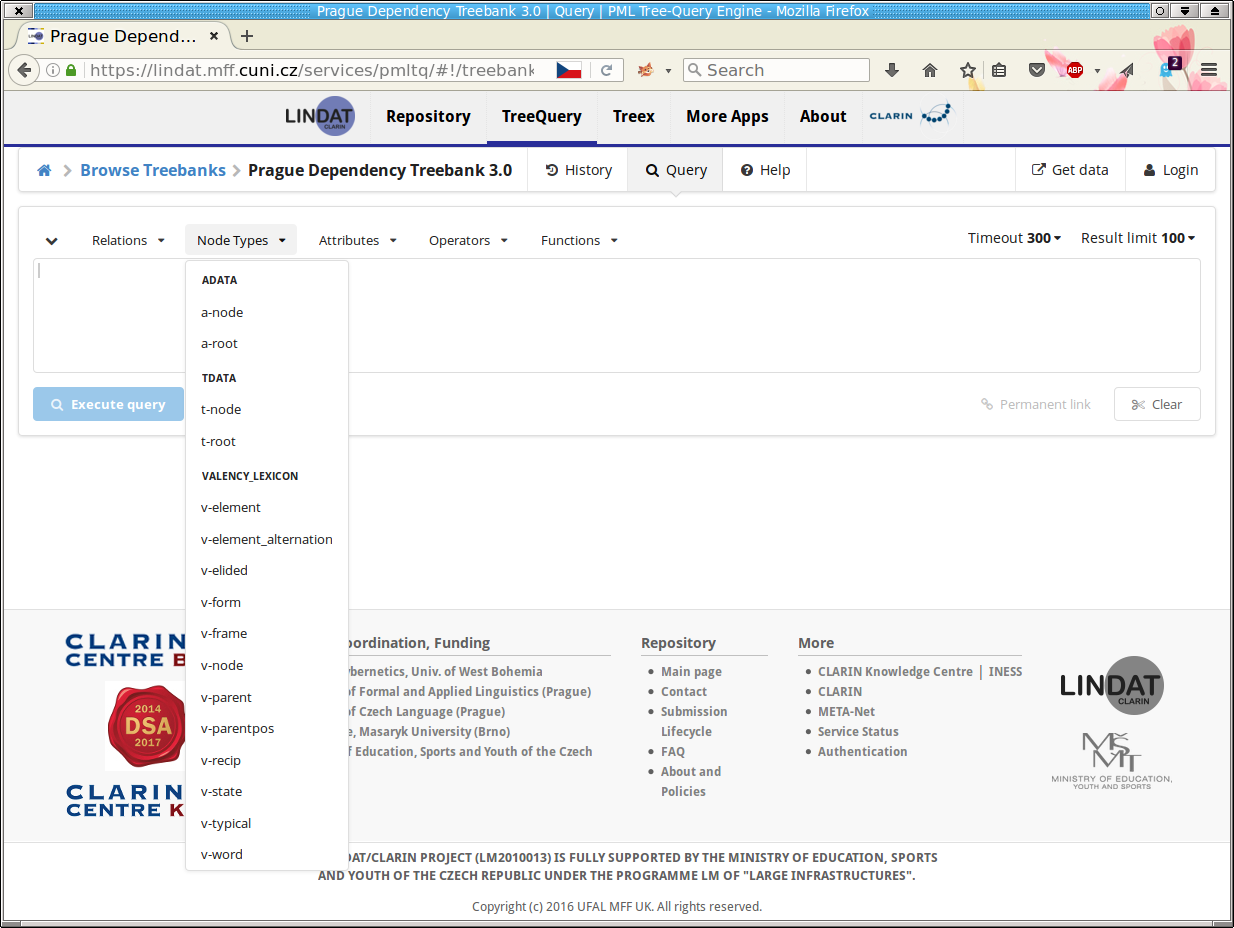 Prague Dependency Treebank 3.0 | Query | PML Tree-Query Engine - Mozilla Firefox
Prague Depend...
https://lindat.mff.cuni.cz/services/pmltq/#!/treebank
Search
ABP
2
LINDAT
CLARIN
Repository
TreeQuery
Treex
More Apps
About
CLARIN
Browse Treebanks
Prague Dependency Treebank 3.0
History
Query
Help
Get data
Login
Relations
Node Types
Attributes
Operators
Functions
Timeout 300
Result limit 100
ADATA
a-node
a-root
TDATA
t-node
t-root
VALENCY_LEXICON
v-element
v-element_alternation
v-elided
v-form
v-frame
v-node
v-parent
v-parentpos
v-recip
v-state
v-typical
v-word
Execute query
Permanent link
Clear
CLARIN
CENTRE B
2014
DSA
2017
CLARIN
CENTRE K
oordination, Funding
ybernetics, Univ. of West Bohemia
of Formal and Applied Linguistics (Prague)
of Czech Language (Prague)
e, Masaryk University (Brno)
f Education, Sports and Youth of the Czech
Repository
Main page
Contact
Submission
Lifecycle
FAQ
About and
Policies
More
CLARIN Knowledge Centre | INESS
CLARIN
META-Net
Service Status
Authentication
LINDAT
CLARIN
MŠMT
MINISTRY OF EDUCATION,
YOUTH AND SPORTS
DAT/CLARIN PROJECT (LM2010013) IS FULLY SUPPORTED BY THE MINISTRY OF EDUCATION, SPORTS
AND YOUTH OF THE CZECH REPUBLIC UNDER THE PROGRAMME LM OF "LARGE INFRASTRUCTURES".
Copyright (c) 2016 UFAL MFF UK. All rights reserved.